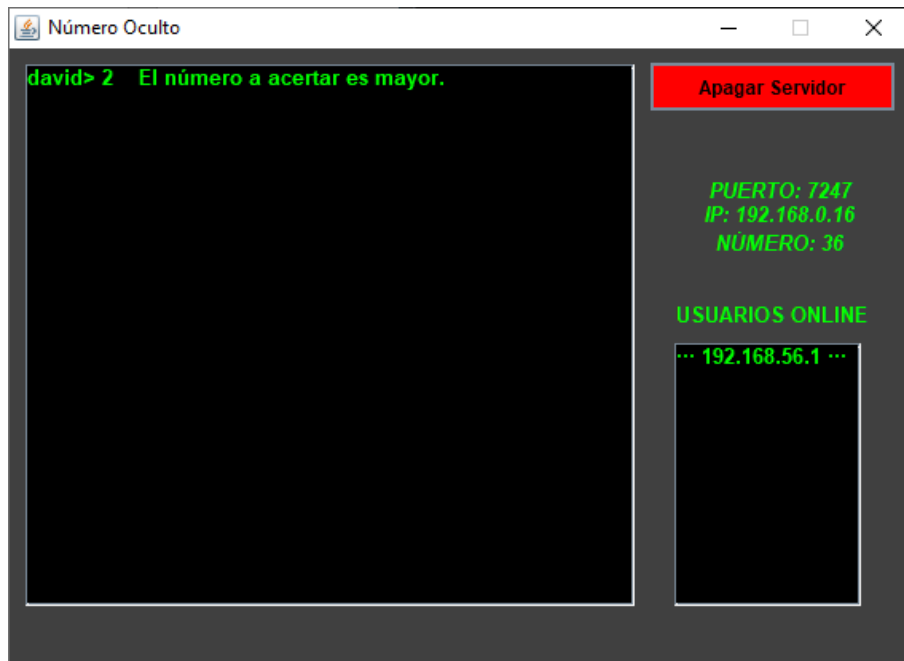 Número Oculto
david> 2    El número a acertar es mayor.
Apagar Servidor
PUERTO: 7247
IP: 192.168.0.16
NÚMERO: 36
USUARIOS ONLINE
··· 192.168.56.1 ···